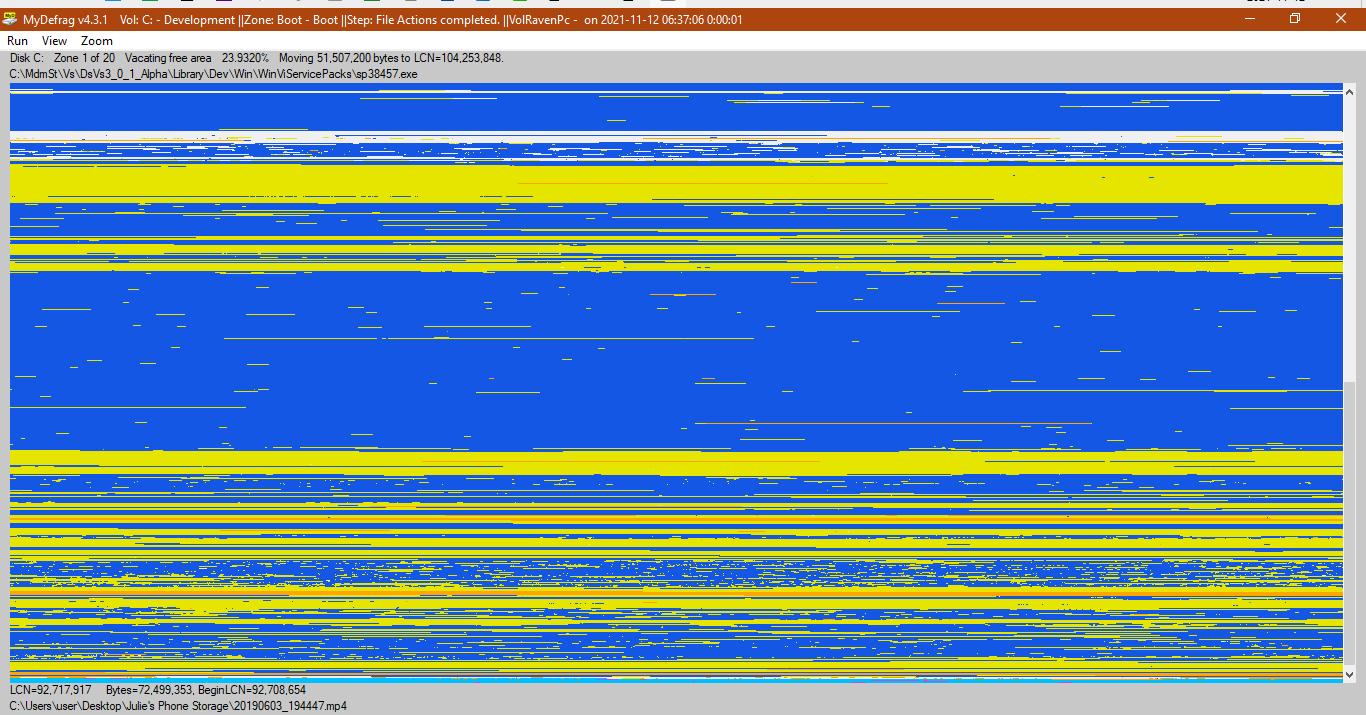 MyDefrag v4.3.1 Vol: C: - Development ||Zone: Boot - Boot ||Step: File Actions completed. ||VolRavenPc - on 2021-11-12 06:37:06 0:00:01
Run View Zoom
Disk C: Zone 1 of 20 Vacating free area 23.9320% Moving 51,507,200 bytes to LCN=104,253,848.
C:\MdmSt\Vs\DsVs3_0_1_Alpha\Library\Dev\Win\WinViServicePacks\sp38457.exe
LCN=92,717,917 Bytes=72,499,353, BeginLCN=92,708,654
C:\Users\user\Desktop\Julie's Phone Storage\20190603_194447.mp4